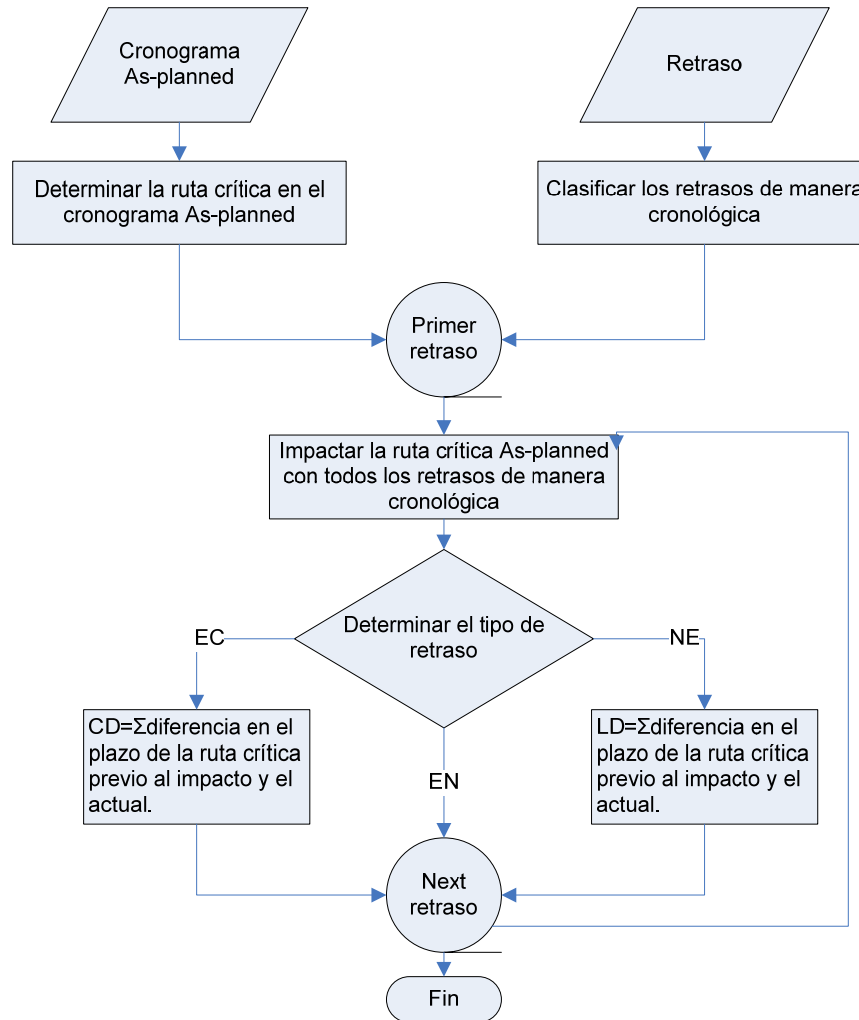 Cronograma
As-planned
Retraso
Determinar la ruta crítica en el
cronograma As-planned
Clasificar los retrasos de manera
cronológica
Primer
retraso
Impactar la ruta crítica As-planned
con todos los retrasos de manera
cronológica
Determinar el tipo de
retraso
EC
NE
CD=Σdiferencia en el
plazo de la ruta crítica
previo al impacto y el
actual.
LD=Σdiferencia en el
plazo de la ruta crítica
previo al impacto y el
actual.
EN
Next
retraso
Fin